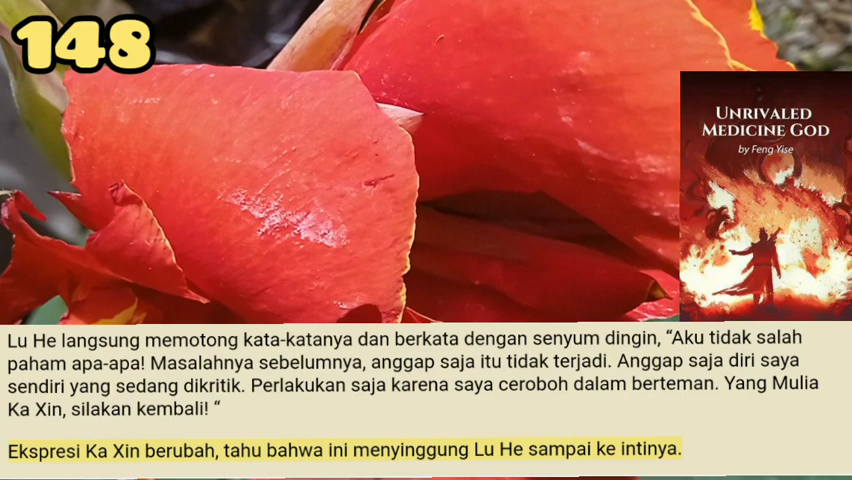 148
UNRIVALED
MEDICINE GOD
by Feng Yise
Lu He langsung memotong kata-katanya dan berkata dengan senyum dingin, “Aku tidak salah
paham apa-apa! Masalahnya sebelumnya, anggap saja itu tidak terjadi. Anggap saja diri saya
sendiri yang sedang dikritik. Perlakukan saja karena saya ceroboh dalam berteman. Yang Mulia
Ka Xin, silakan kembali! “
Ekspresi Ka Xin berubah, tahu bahwa ini menyinggung Lu He sampai ke intinya.